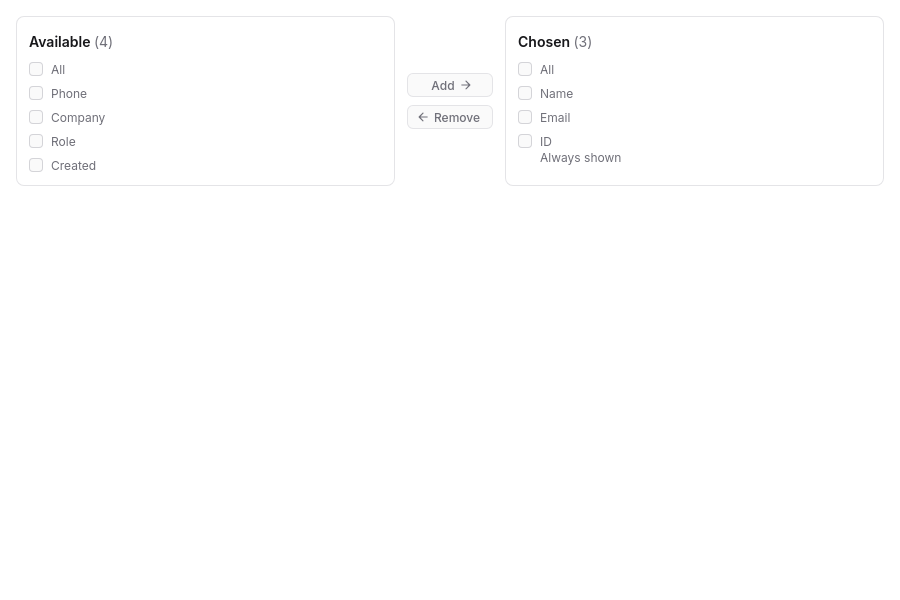 Available (4)
All
Phone
Company
Role
Created
Add →
← Remove
Chosen (3)
All
Name
Email
ID
Always shown